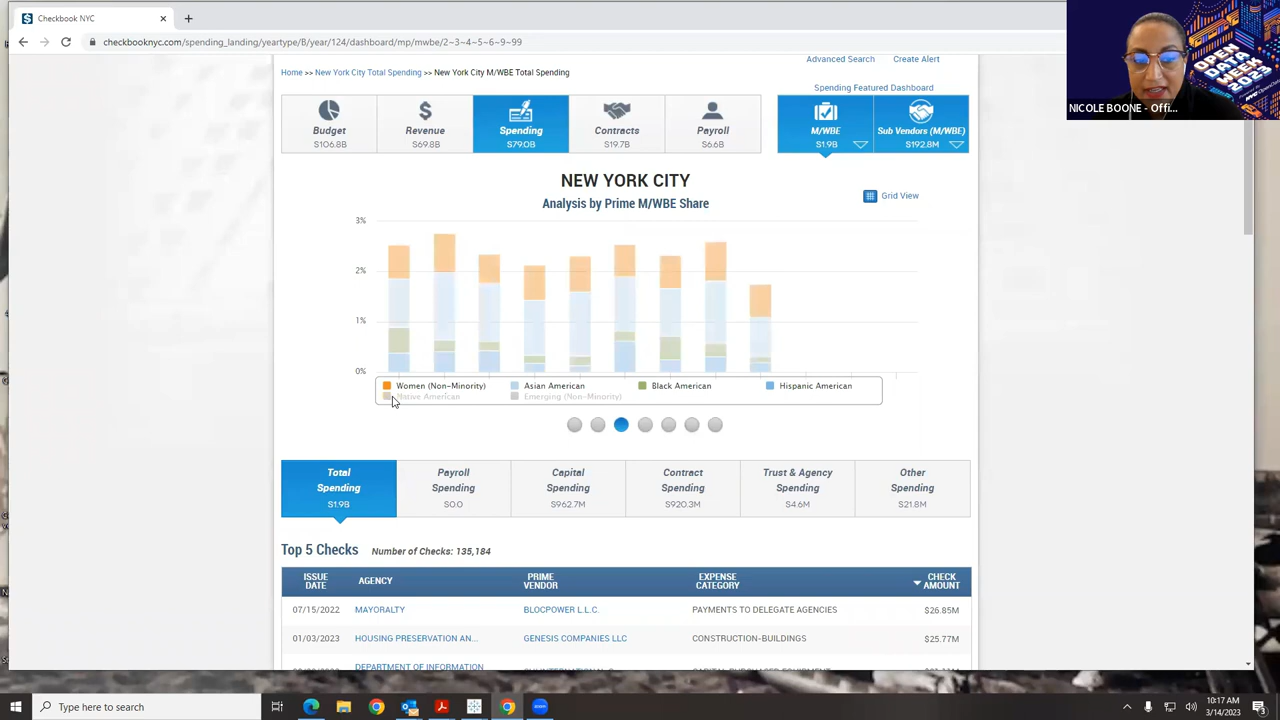 Checkbook NYC
checkbooknyc.com/spending_landing/yeartype/B/year/124/dashboard/mp/mwbe/2~3~4~5~6~9~99
OPEN DATA WEEK 2023
NICOLE BOONE - Offi...
Advanced Search Create Alert
Home >> New York City Total Spending >> New York City M/WBE Total Spending
Spending Featured Dashboard
Budget Revenue Spending Contracts Payroll M/WBE Sub Vendors (M/WBE)
$106.8B $69.8B $79.0B $19.7B $6.6B $1.9B $192.8M
NEW YORK CITY
Grid View
Analysis by Prime M/WBE Share
3%
2%
1%
0%
Women (Non-Minority) Asian American Black American Hispanic American
Native American Emerging (Non-Minority)
Total Payroll Capital Contract Trust & Agency Other
Spending Spending Spending Spending Spending Spending
$1.9B $0.0 $962.7M $920.3M $4.6M $21.8M
Top 5 Checks Number of Checks: 135,184
ISSUE DATE AGENCY PRIME VENDOR EXPENSE CATEGORY CHECK AMOUNT
07/15/2022 MAYORALTY BLOCPOWER L.L.C. PAYMENTS TO DELEGATE AGENCIES $26.85M
01/03/2023 HOUSING PRESERVATION AN... GENESIS COMPANIES LLC CONSTRUCTION-BUILDINGS $25.77M
DEPARTMENT OF INFORMATION
Type here to search
10:17 AM
3/14/2023